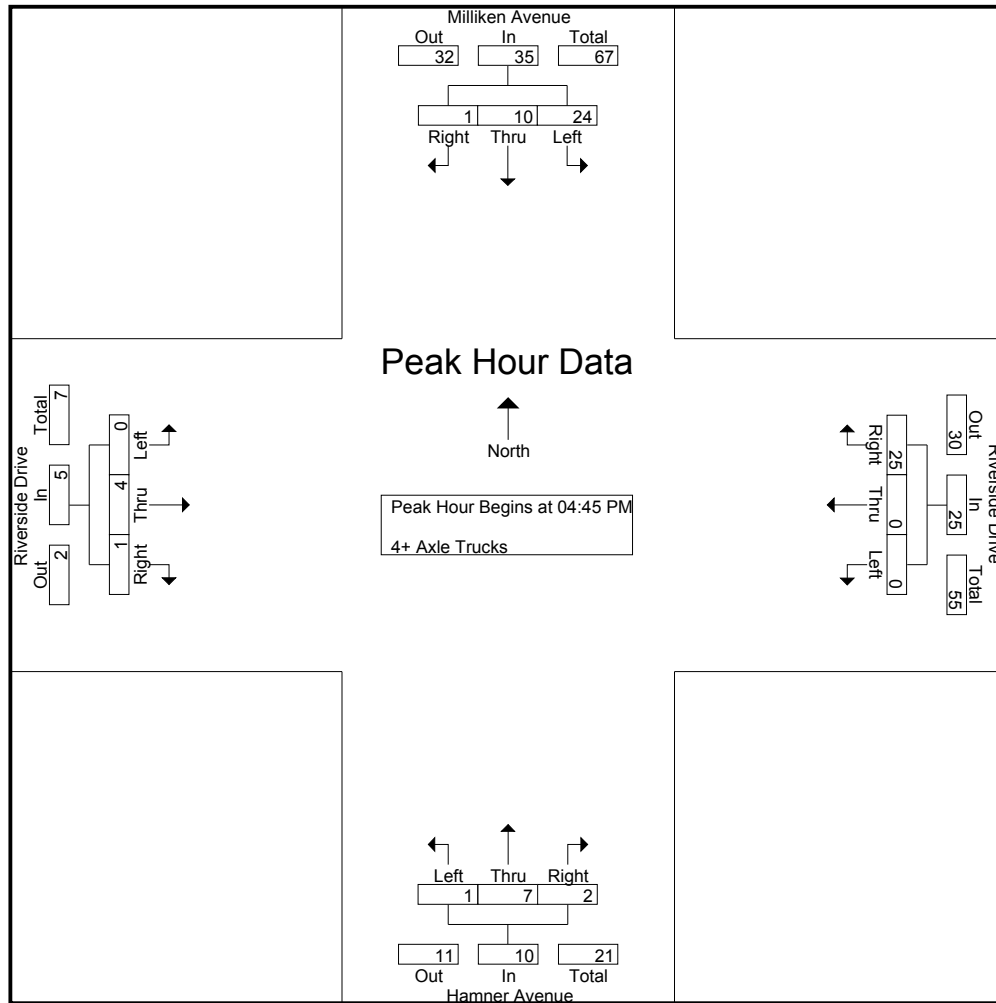 Milliken Avenue
Out In Total
32 35 67
1 10 24
Right Thru Left
Peak Hour Data
North
Peak Hour Begins at 04:45 PM
4+ Axle Trucks
Riverside Drive
Total In Out
7 5 2
0 4 1
Left Thru Right
Riverside Drive
Out In Total
30 25 55
25 0 0
Right Thru Left
Left Thru Right
1 7 2
11 10 21
Out In Total
Hamner Avenue